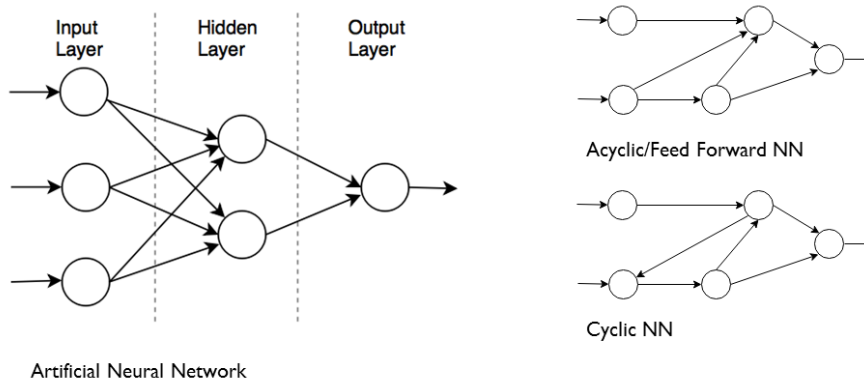 Input
Layer
Hidden
Layer
Output
Layer
Artificial Neural Network
Acyclic/Feed Forward NN
Cyclic NN